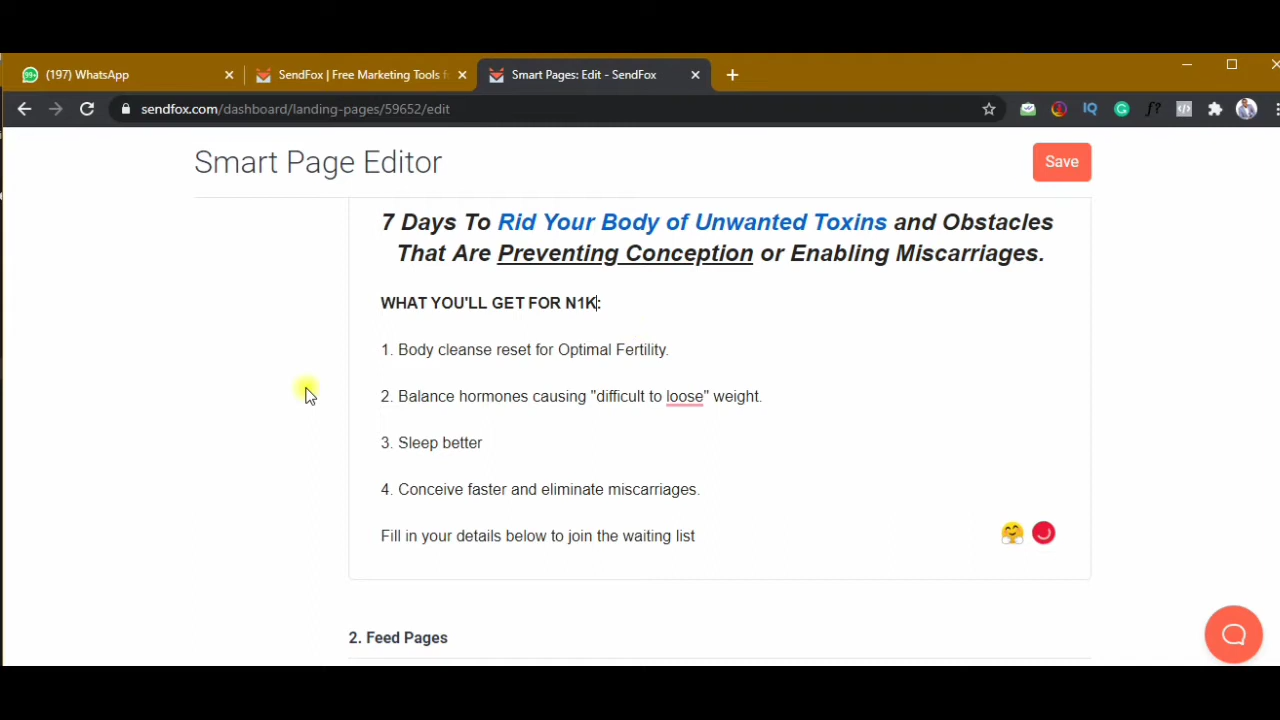 (197) WhatsApp
SendFox | Free Marketing Tools f
Smart Pages: Edit - SendFox
sendfox.com/dashboard/landing-pages/59652/edit
Smart Page Editor
Save
7 Days To Rid Your Body of Unwanted Toxins and Obstacles
That Are Preventing Conception or Enabling Miscarriages.
WHAT YOU'LL GET FOR N1K:
1. Body cleanse reset for Optimal Fertility.
2. Balance hormones causing "difficult to loose" weight.
3. Sleep better
4. Conceive faster and eliminate miscarriages.
Fill in your details below to join the waiting list
2. Feed Pages